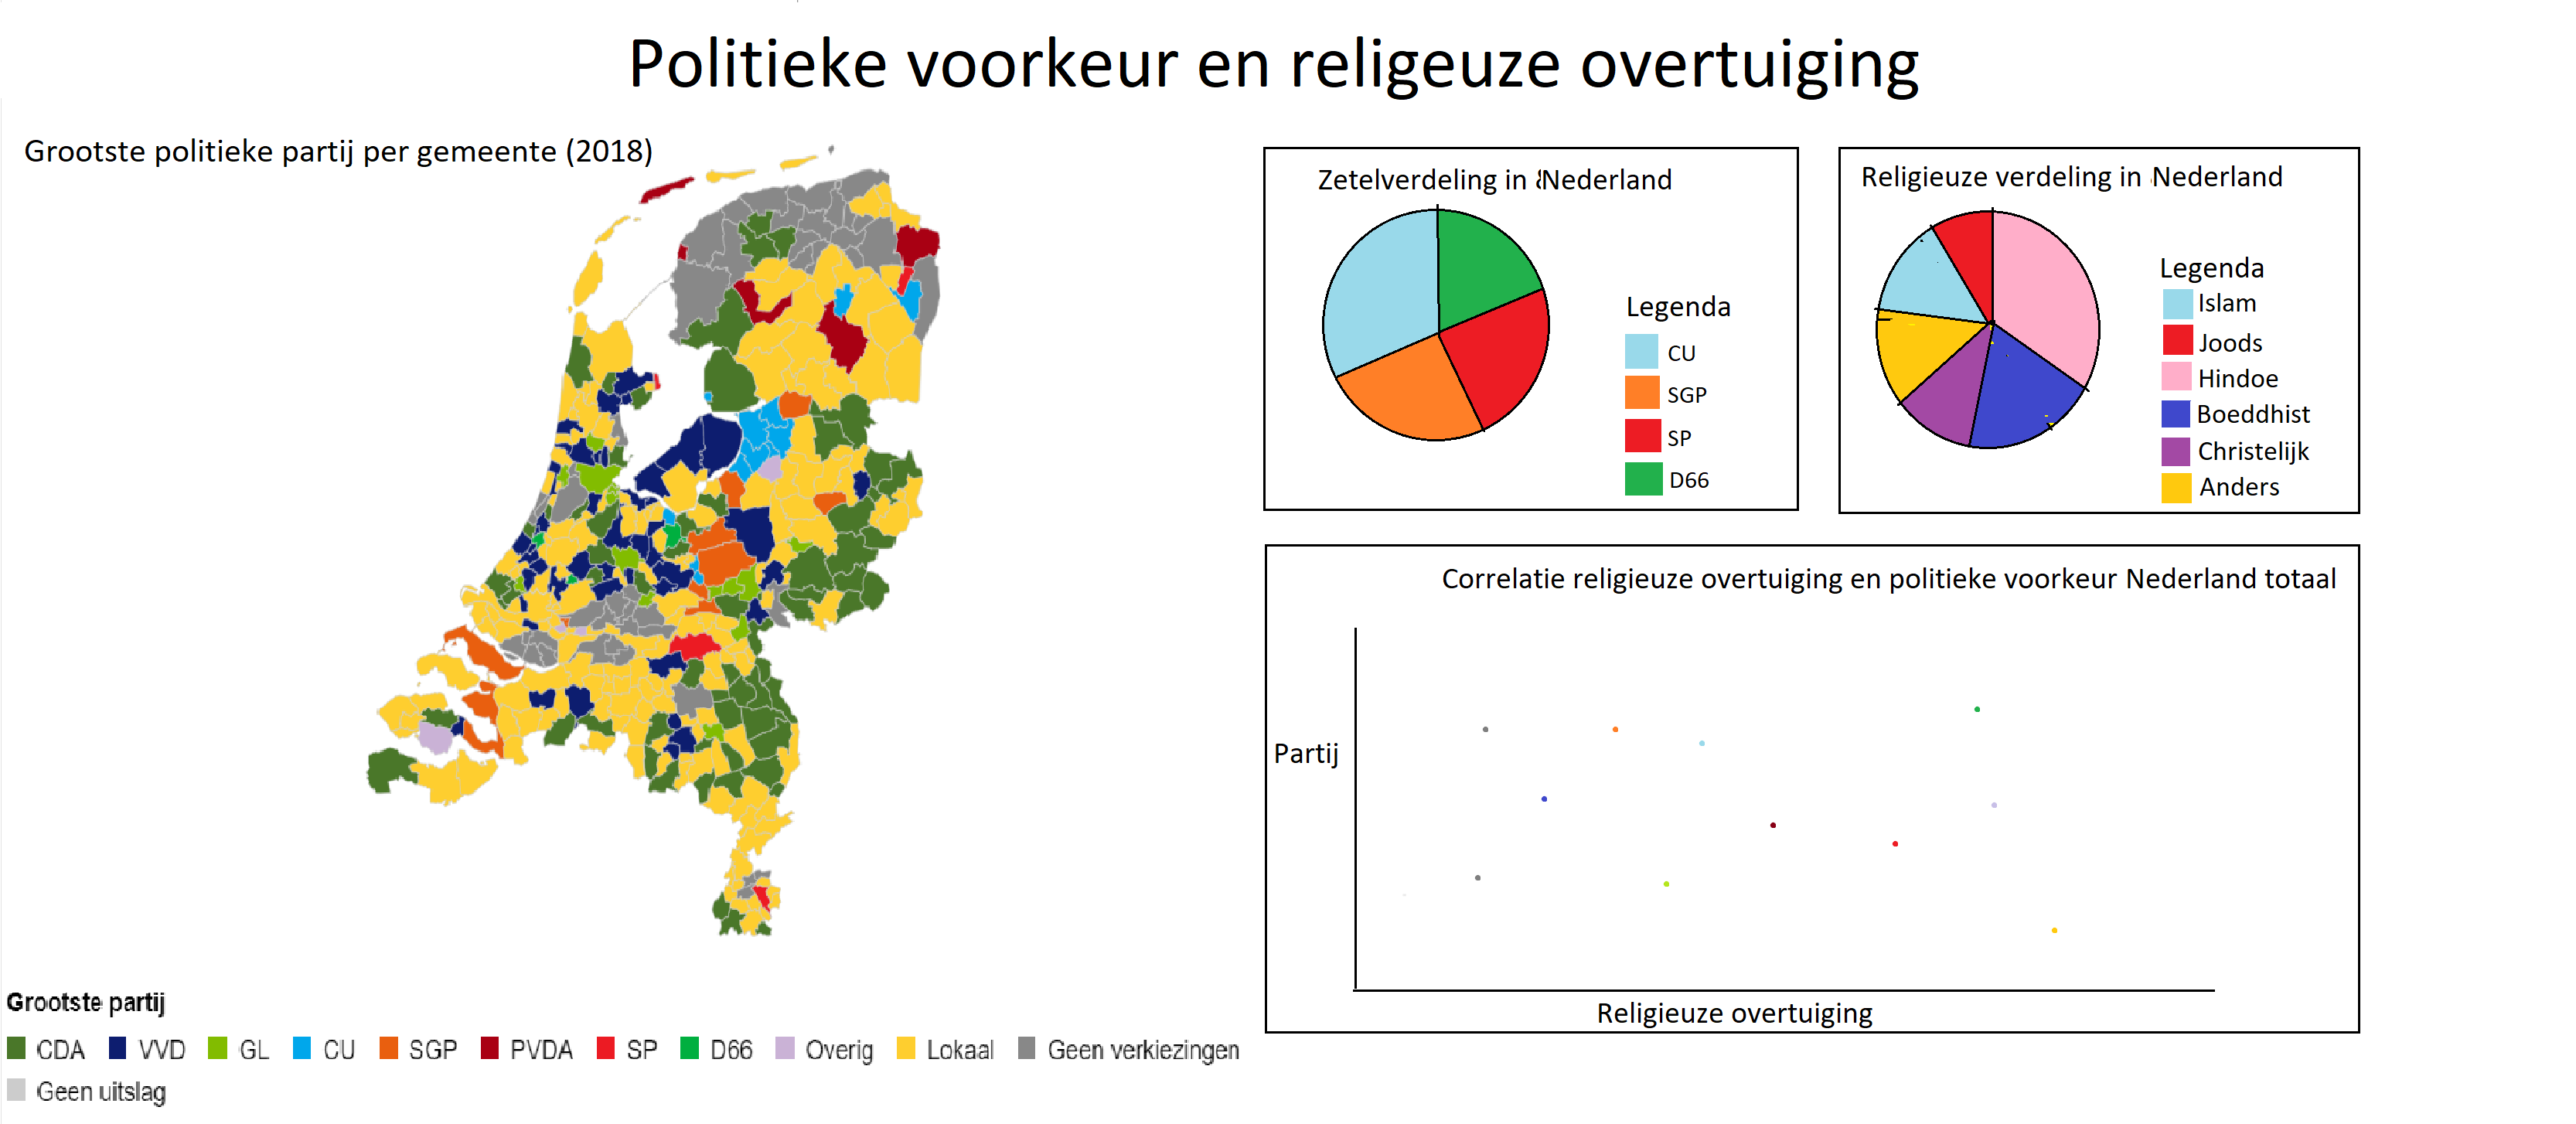 Politieke voorkeur en religeuze overtuiging
Grootste politieke partij per gemeente (2018)
Zetelverdeling in Nederland
Legenda
CU
SGP
SP
D66
Religieuze verdeling in Nederland
Legenda
Islam
Joods
Hindoe
Boeddhist
Christelijk
Anders
Correlatie religieuze overtuiging en politieke voorkeur Nederland totaal
Partij
Religieuze overtuiging
Grootste partij
CDA VVD GL CU SGP PVDA SP D66 Overig Lokaal Geen verkiezingen
Geen uitslag